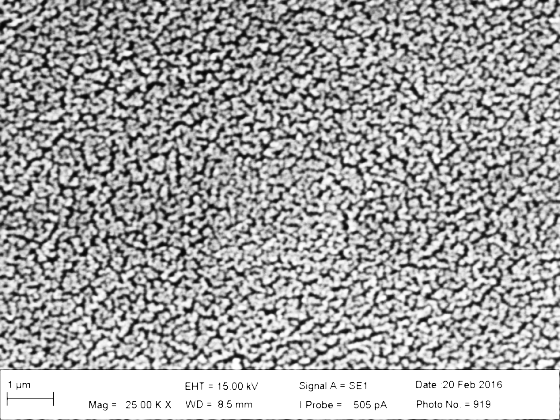 1 µm
EHT = 15.00 kV Signal A = SE1 Date 20 Feb 2016
Mag = 25.00 K X WD = 8.5 mm I Probe = 505 pA Photo No. = 919